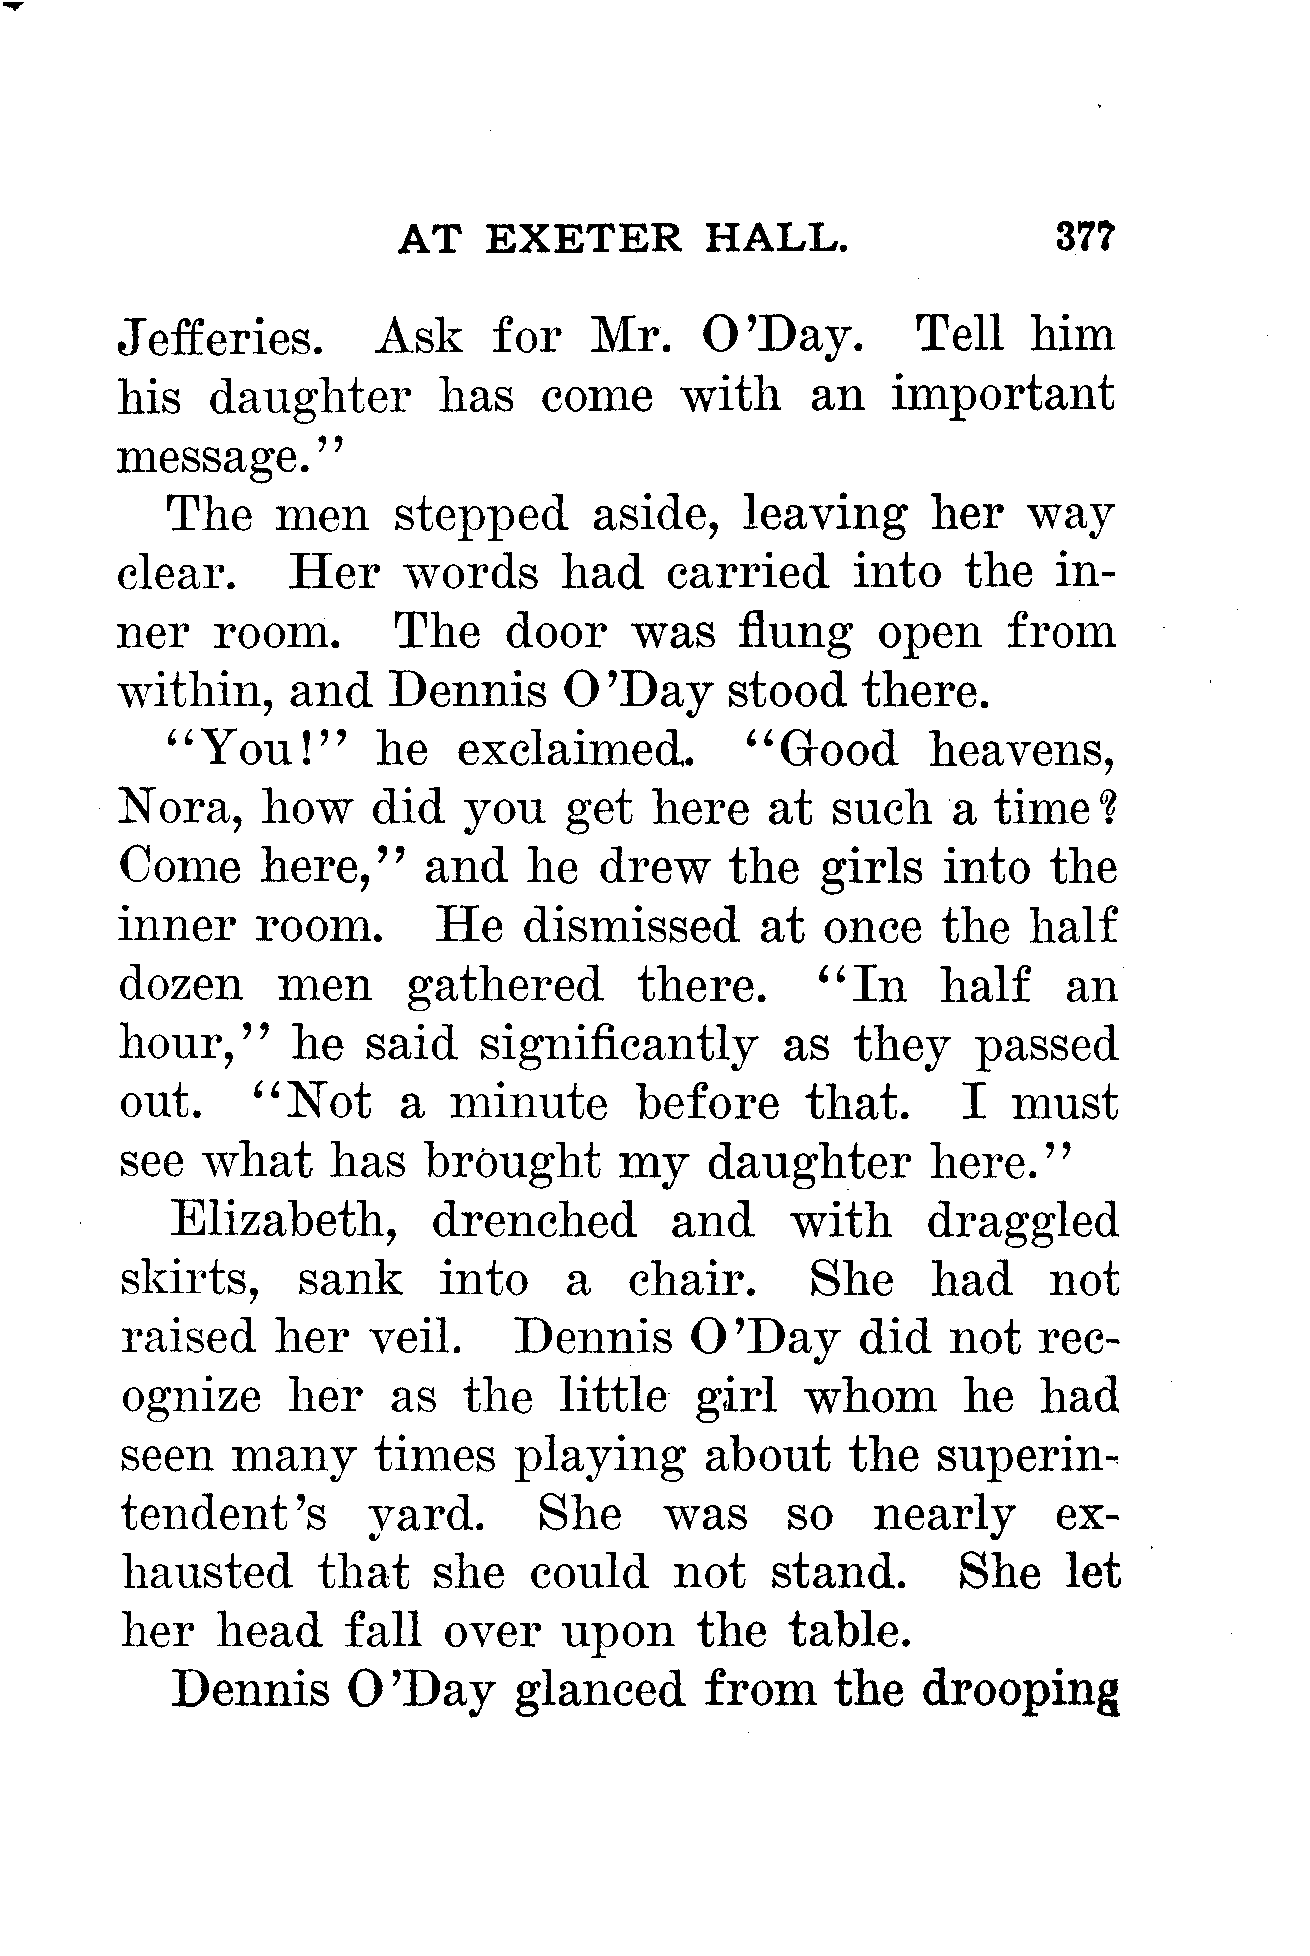 AT EXETER HALL. 377
Jefferies. Ask for Mr. O'Day. Tell him
his daughter has come with an important
message."
The men stepped aside, leaving her way
clear. Her words had carried into the in-
ner room. The door was flung open from
within, and Dennis O'Day stood there.
"You!" he exclaimed. "Good heavens,
Nora, how did you get here at such a time?
Come here," and he drew the girls into the
inner room. He dismissed at once the half
dozen men gathered there. "In half an
hour," he said significantly as they passed
out. "Not a minute before that. I must
see what has brought my daughter here."
Elizabeth, drenched and with draggled
skirts, sank into a chair. She had not
raised her veil. Dennis O'Day did not rec-
ognize her as the little girl whom he had
seen many times playing about the superin-
tendent's yard. She was so nearly ex-
hausted that she could not stand. She let
her head fall over upon the table.
Dennis O'Day glanced from the drooping